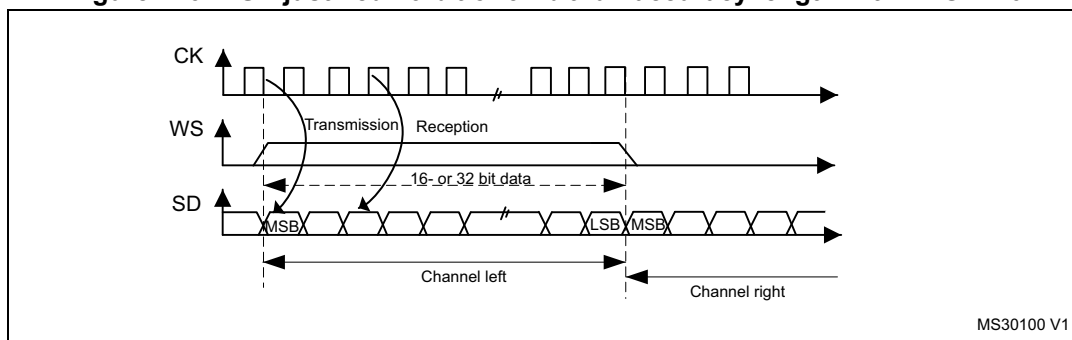 CK
Transmission
Reception
WS
16- or 32 bit data
SD
MSB
LSB
MSB
Channel left
Channel right
MS30100 V1